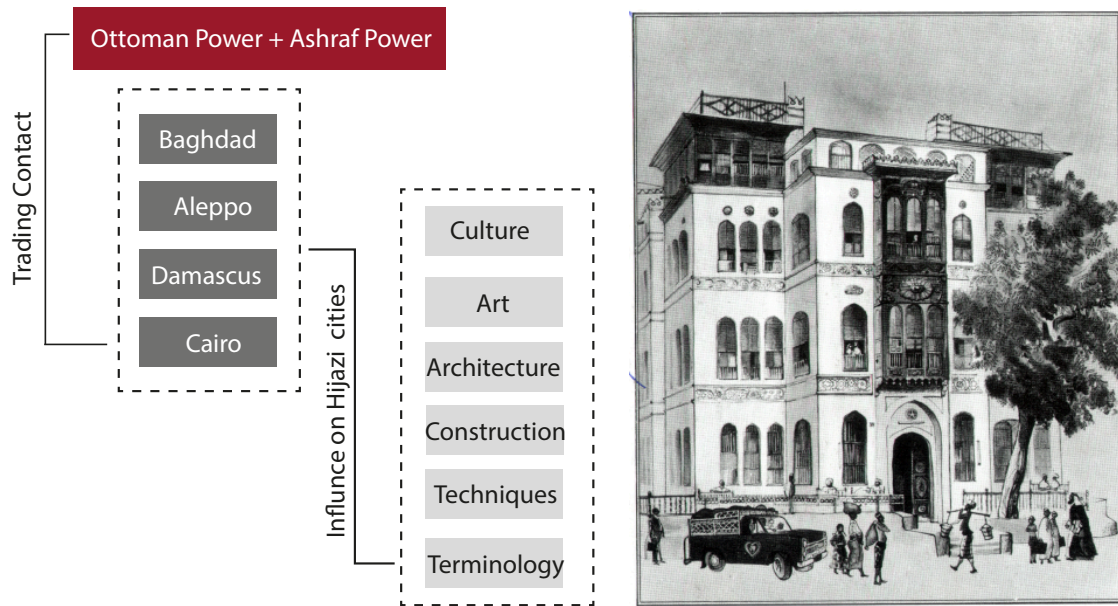 Ottoman Power + Ashraf Power
Trading Contact
Baghdad
Aleppo
Damascus
Cairo
Influnce on Hijazi cities
Culture
Art
Architecture
Construction
Techniques
Terminology